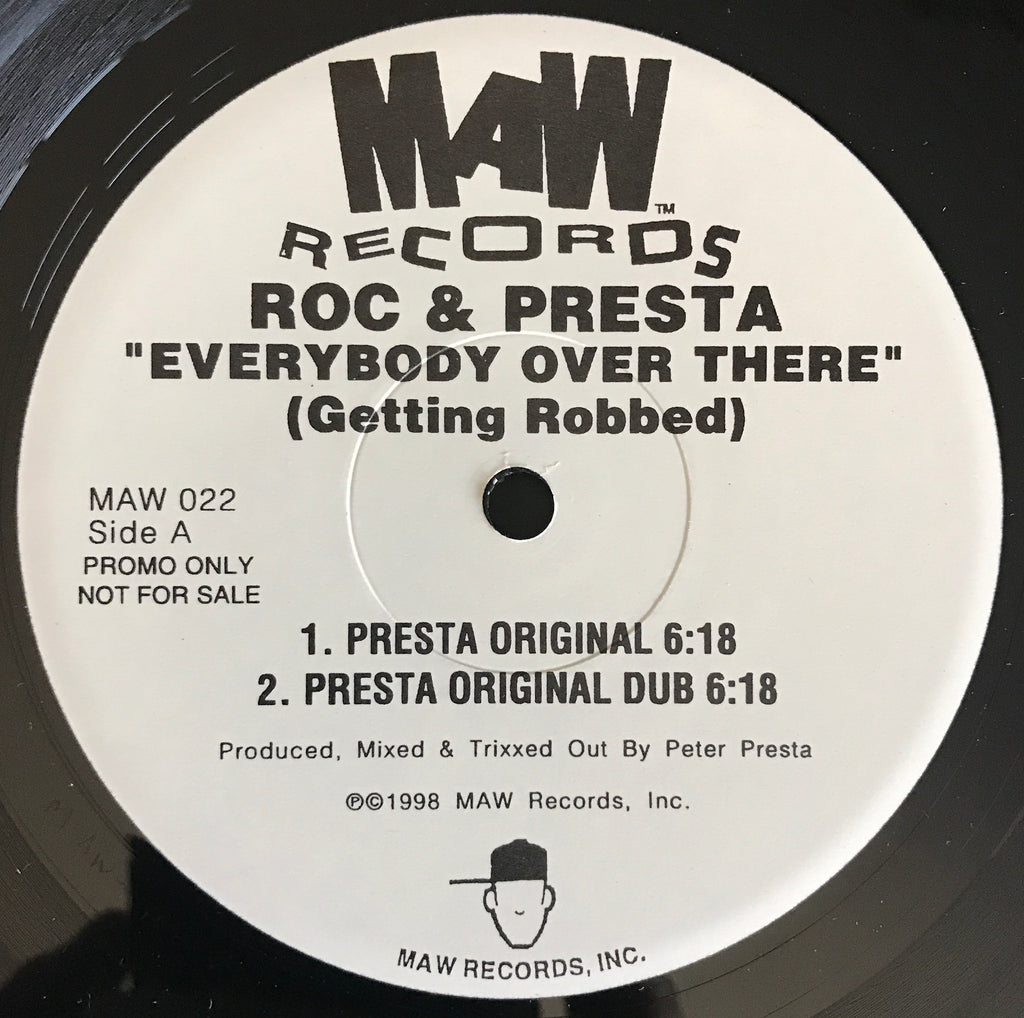 MAW™
RECORDS
ROC & PRESTA
"EVERYBODY OVER THERE"
(Getting Robbed)
MAW 022
Side A
PROMO ONLY
NOT FOR SALE
1. PRESTA ORIGINAL 6:18
2. PRESTA ORIGINAL DUB 6:18
Produced, Mixed & Trixxed Out By Peter Presta
℗©1998 MAW Records, Inc.
MAW RECORDS, INC.